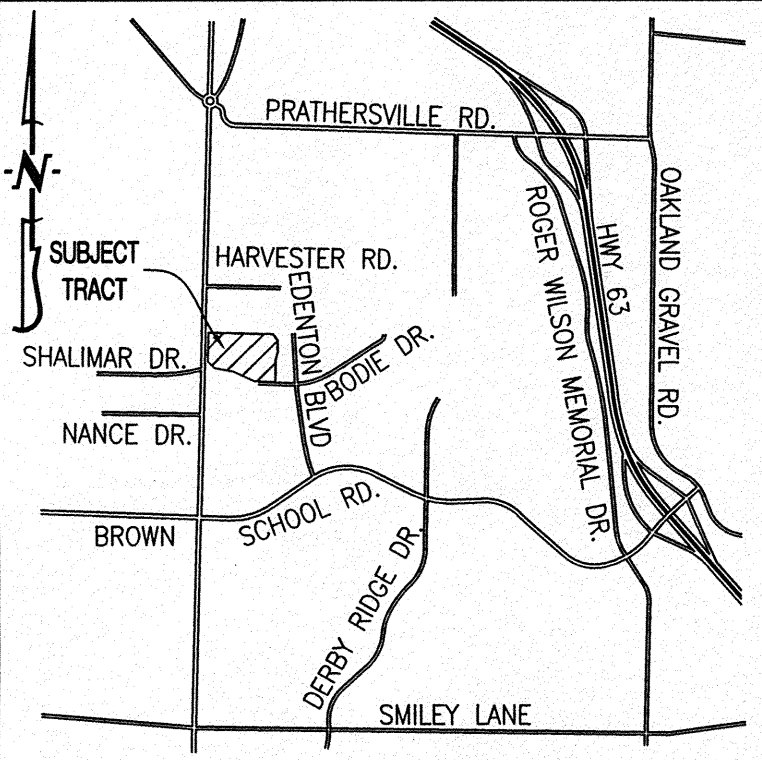 PRATHERSVILLE RD.
-N-
OAKLAND GRAVEL RD.
ROGER WILSON MEMORIAL DR.
HWY 63
SUBJECT
TRACT
HARVESTER RD.
EDENTON BLVD
SHALIMAR DR.
BODIE DR.
NANCE DR.
BROWN SCHOOL RD.
DERBY RIDGE DR.
SMILEY LANE